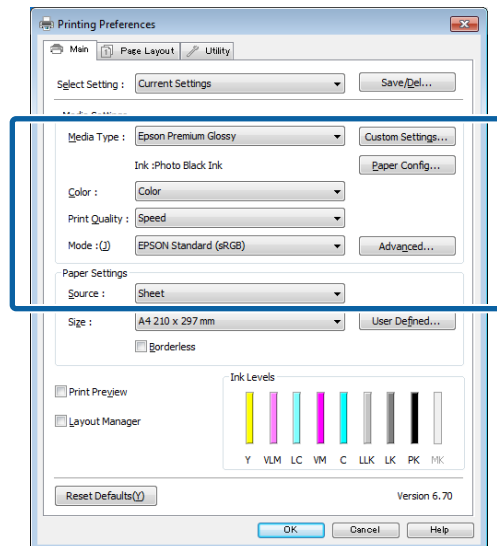 Printing Preferences
Main Page Layout Utility
Select Setting : Current Settings Save/Del...
Media Settings
Media Type : Epson Premium Glossy Custom Settings...
Ink :Photo Black Ink Paper Config...
Color : Color
Print Quality : Speed
Mode :(J) EPSON Standard (sRGB) Advanced...
Paper Settings
Source : Sheet
Size : A4 210 x 297 mm User Defined...
Borderless
Ink Levels
Print Preview
Layout Manager
Y VLM LC VM C LLK LK PK MK
Reset Defaults(Y) Version 6.70
OK Cancel Help